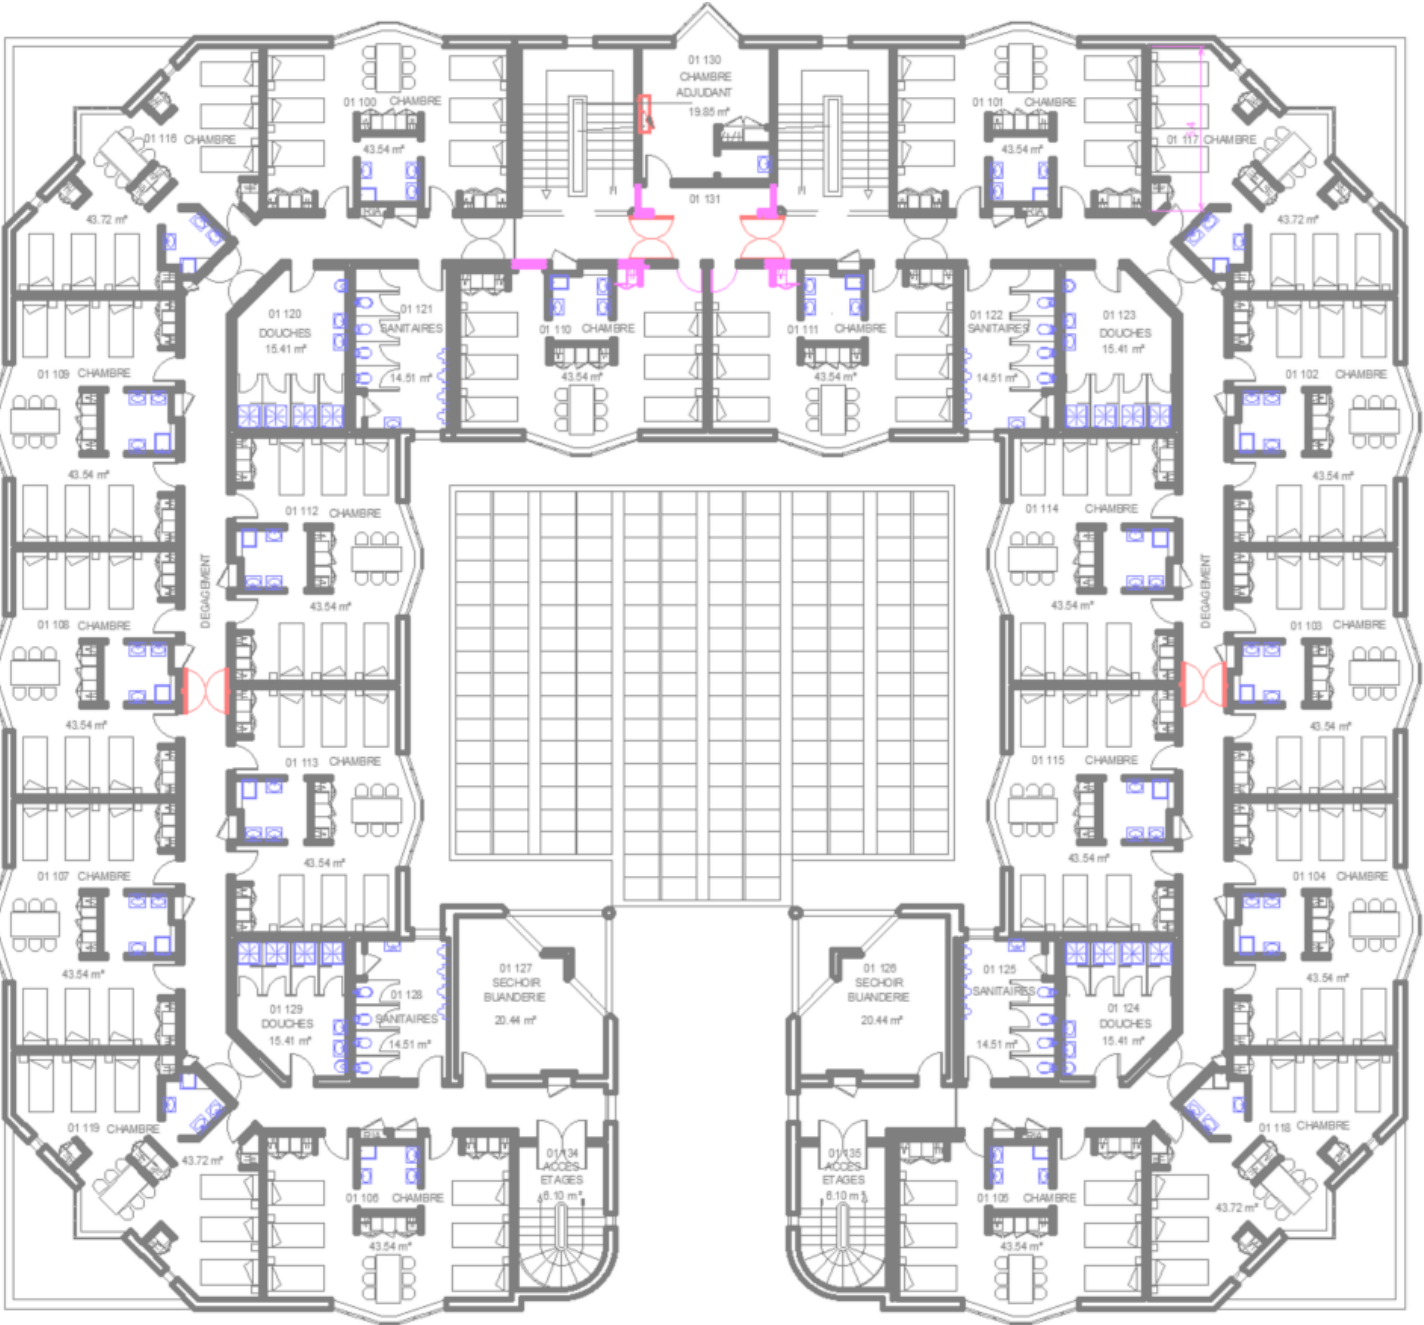 01 130
CHAMBRE
ADJUDANT
19.85 m²
01 100 CHAMBRE
43.54 m²
RIA
01 101 CHAMBRE
43.54 m²
RIA
01 116 CHAMBRE
43.72 m²
01 117 CHAMBRE
43.72 m²
01 131
01 120
DOUCHES
15.41 m²
01 121
SANITAIRES
14.51 m²
01 110 CHAMBRE
43.54 m²
01 111 CHAMBRE
43.54 m²
01 122
SANITAIRES
14.51 m²
01 123
DOUCHES
15.41 m²
01 109 CHAMBRE
43.54 m²
01 102
CHAMBRE
43.54 m²
01 112 CHAMBRE
43.54 m²
01 114 CHAMBRE
43.54 m²
DEGAGEMENT
DEGAGEMENT
01 108 CHAMBRE
43.54 m²
01 103 CHAMBRE
43.54 m²
01 113 CHAMBRE
43.54 m²
01 115 CHAMBRE
43.54 m²
01 107 CHAMBRE
43.54 m²
01 104 CHAMBRE
43.54 m²
01 127
SECHOIR
BUANDERIE
20.44 m²
01 126
SECHOIR
BUANDERIE
20.44 m²
01 129
DOUCHES
15.41 m²
01 128
SANITAIRES
14.51 m²
01 125
SANITAIRES
14.51 m²
01 124
DOUCHES
15.41 m²
01 119 CHAMBRE
43.72 m²
01 118 CHAMBRE
43.72 m²
RIA
01 106 CHAMBRE
43.54 m²
01 134
ACCES
ETAGES
6.10 m²
01 135
ACCES
ETAGES
6.10 m²
RIA
01 105 CHAMBRE
43.54 m²